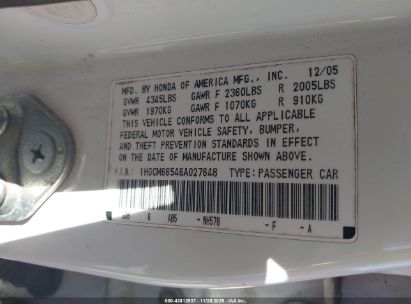 MFD. BY HONDA OF AMERICA MFG., INC. 12/05
GVWR 4345LBS GAWR F 2360LBS R 2005LBS
GVWR 1970KG GAWR F 1070KG R 910KG
THIS VEHICLE CONFORMS TO ALL APPLICABLE
FEDERAL MOTOR VEHICLE SAFETY, BUMPER,
AND THEFT PREVENTION STANDARDS IN EFFECT
ON THE DATE OF MANUFACTURE SHOWN ABOVE.
V.I.N. 1HGCM66546A027648 TYPE: PASSENGER CAR
G AB5 - NH578 - F - A